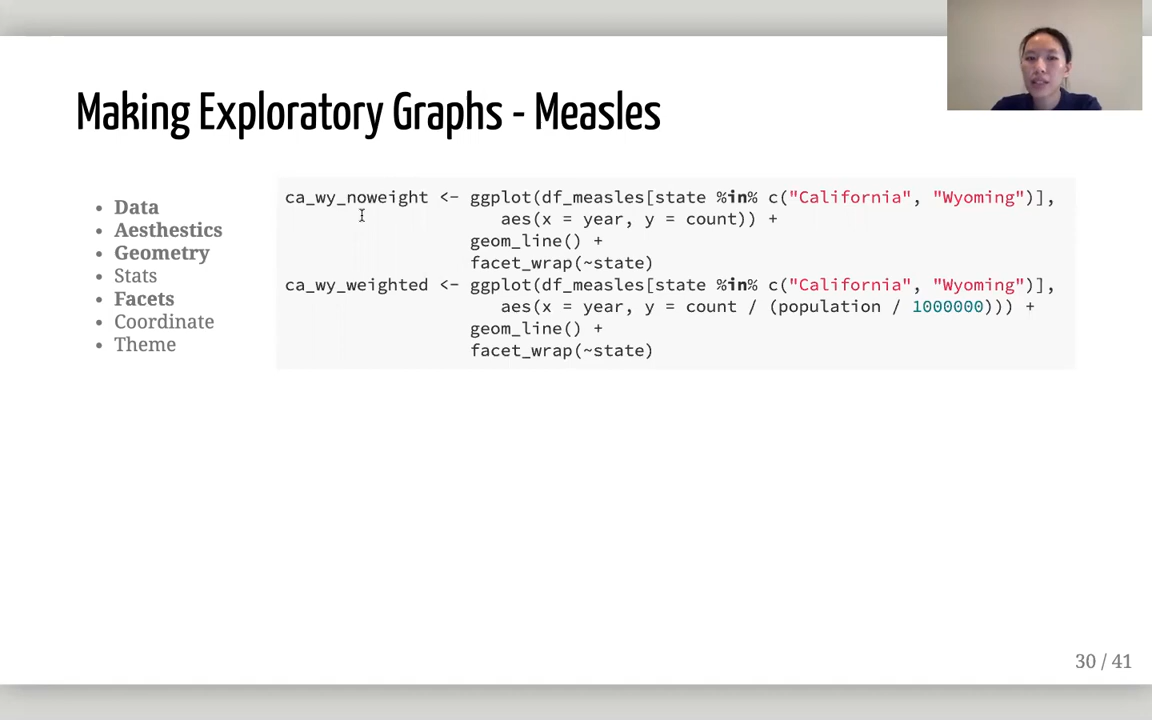 Making Exploratory Graphs - Measles
• Data
• Aesthestics
• Geometry
• Stats
• Facets
• Coordinate
• Theme
ca_wy_noweight <- ggplot(df_measles[state %in% c("California", "Wyoming")],
aes(x = year, y = count)) +
geom_line() +
facet_wrap(~state)
ca_wy_weighted <- ggplot(df_measles[state %in% c("California", "Wyoming")],
aes(x = year, y = count / (population / 1000000))) +
geom_line() +
facet_wrap(~state)
30 / 41